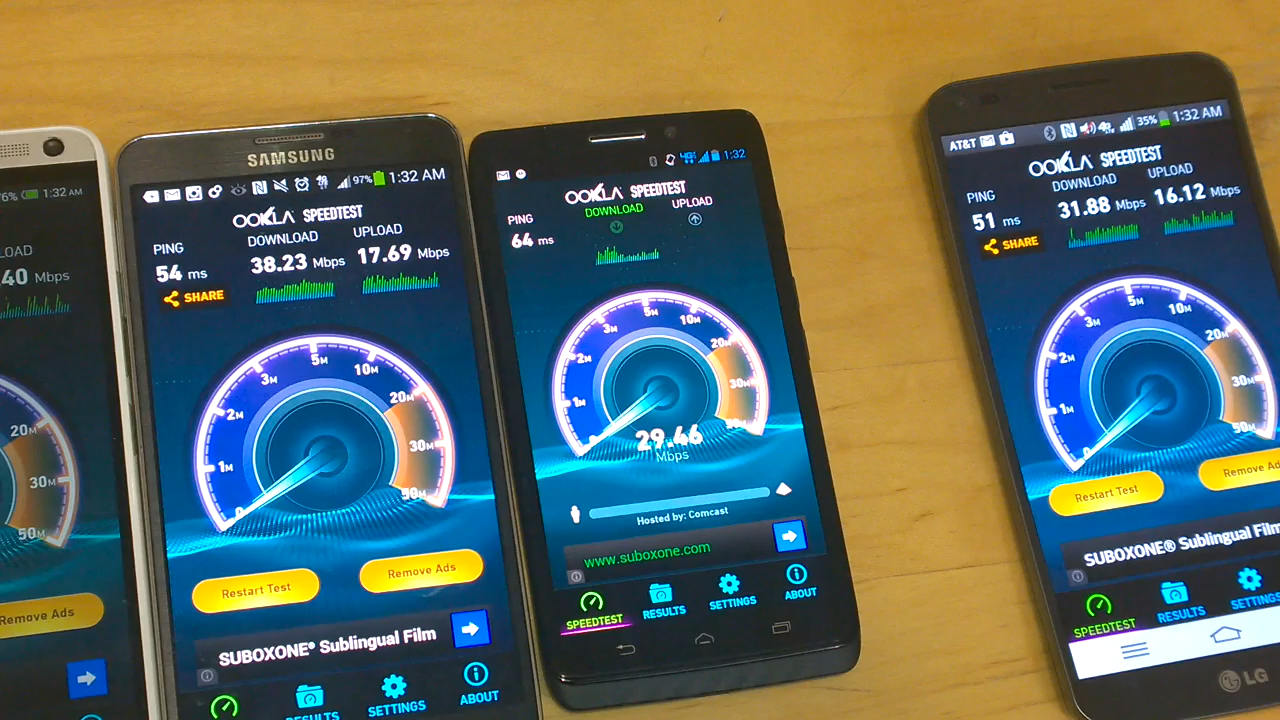 76% 1:32 AM
LOAD
.40 Mbps
20M
30M
50M
Remove Ads
SAMSUNG
97% 1:32 AM
OOKLA SPEEDTEST
PING DOWNLOAD UPLOAD
54 ms 38.23 Mbps 17.69 Mbps
SHARE
0 1M 2M 3M 5M 10M 20M 30M 50M
Restart Test Remove Ads
SUBOXONE® Sublingual Film
RESULTS SETTINGS ABOUT
4G 1:32
OOKLA SPEEDTEST
PING DOWNLOAD UPLOAD
64 ms
0 1M 2M 3M 5M 10M 20M 30M 50M
29.46
Mbps
Hosted by: Comcast
www.suboxone.com
SPEEDTEST RESULTS SETTINGS ABOUT
AT&T 35% 1:32 AM
OOKLA SPEEDTEST
PING DOWNLOAD UPLOAD
51 ms 31.88 Mbps 16.12 Mbps
SHARE
0 1M 2M 3M 5M 10M 20M 30M 50M
Restart Test Remove Ad
SUBOXONE® Sublingual Film
SPEEDTEST RESULTS SETTINGS
LG